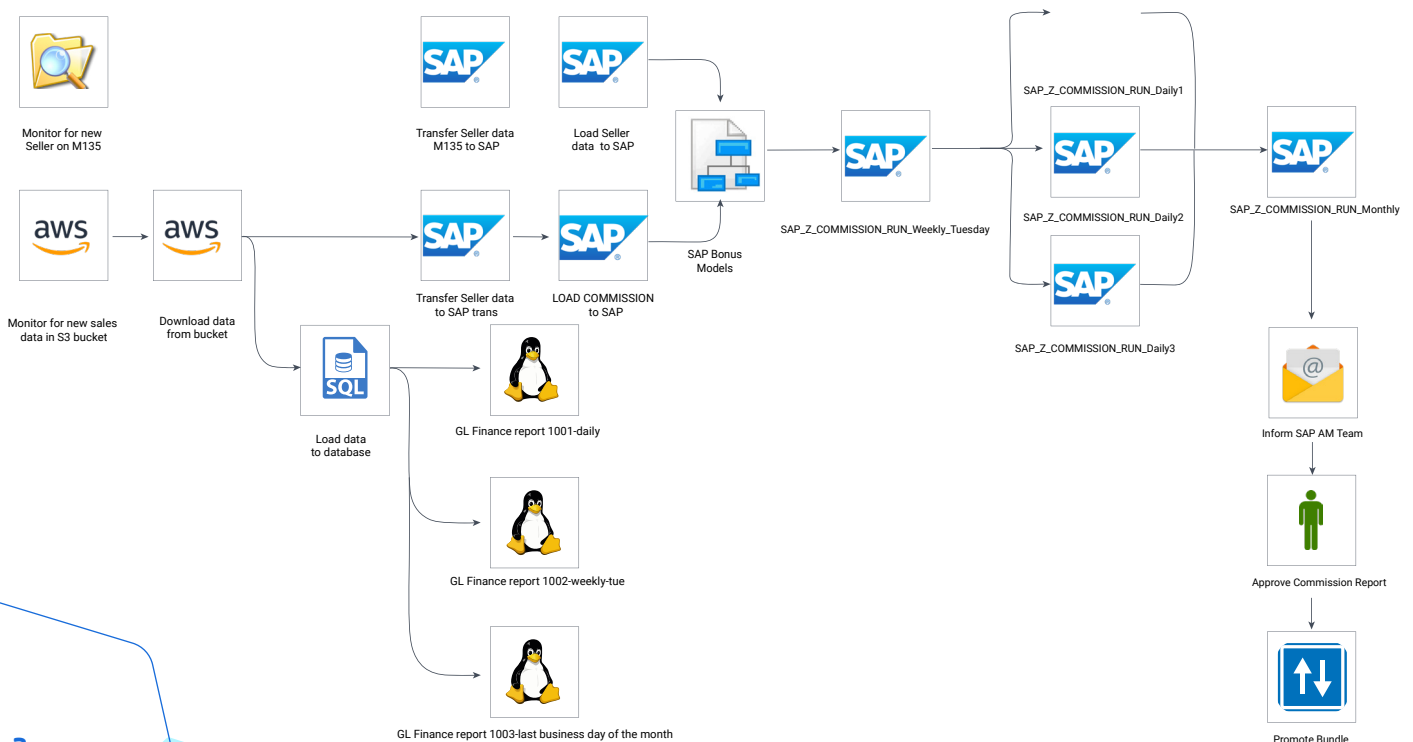 SAP
®
SAP
®
Monitor for new
Seller on M135
Transfer Seller data
M135 to SAP
Load Seller
data to SAP
SAP_Z_COMMISSION_RUN_Daily1
SAP
®
SAP
®
SAP
®
aws
aws
SAP
®
SAP
®
SAP Bonus
Models
SAP_Z_COMMISSION_RUN_Weekly_Tuesday
SAP_Z_COMMISSION_RUN_Daily2
SAP_Z_COMMISSION_RUN_Monthly
SAP
®
Monitor for new sales
data in S3 bucket
Download data
from bucket
Transfer Seller data
to SAP trans
LOAD COMMISSION
to SAP
SAP_Z_COMMISSION_RUN_Daily3
SQL
Load data
to database
GL Finance report 1001-daily
@
Inform SAP AM Team
GL Finance report 1002-weekly-tue
Approve Commission Report
GL Finance report 1003-last business day of the month
Promote Bundle